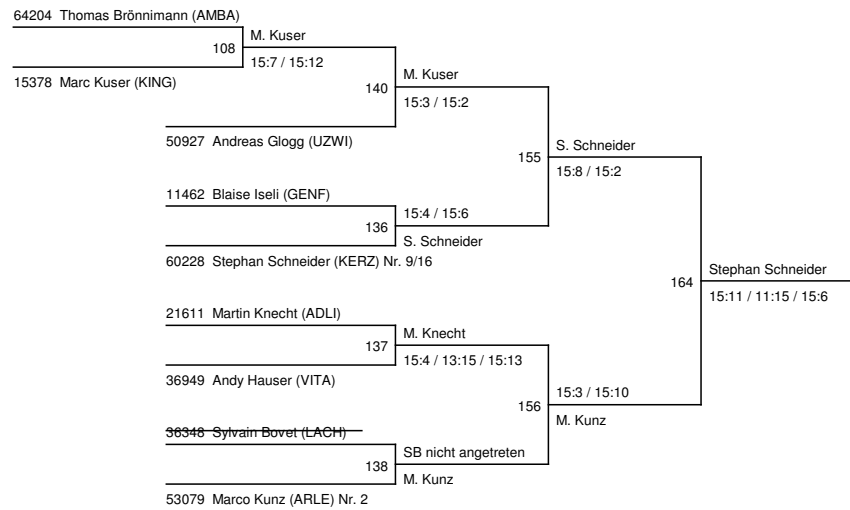 64204 Thomas Brönnimann (AMBA)
108
M. Kuser
15:7 / 15:12
15378 Marc Kuser (KING)
140
M. Kuser
15:3 / 15:2
50927 Andreas Glogg (UZWI)
155
S. Schneider
15:8 / 15:2
11462 Blaise Iseli (GENF)
136
15:4 / 15:6
S. Schneider
60228 Stephan Schneider (KERZ) Nr. 9/16
164
Stephan Schneider
15:11 / 11:15 / 15:6
21611 Martin Knecht (ADLI)
137
M. Knecht
15:4 / 13:15 / 15:13
36949 Andy Hauser (VITA)
156
15:3 / 15:10
M. Kunz
36348 Sylvain Bovet (LACH)
138
SB nicht angetreten
M. Kunz
53079 Marco Kunz (ARLE) Nr. 2